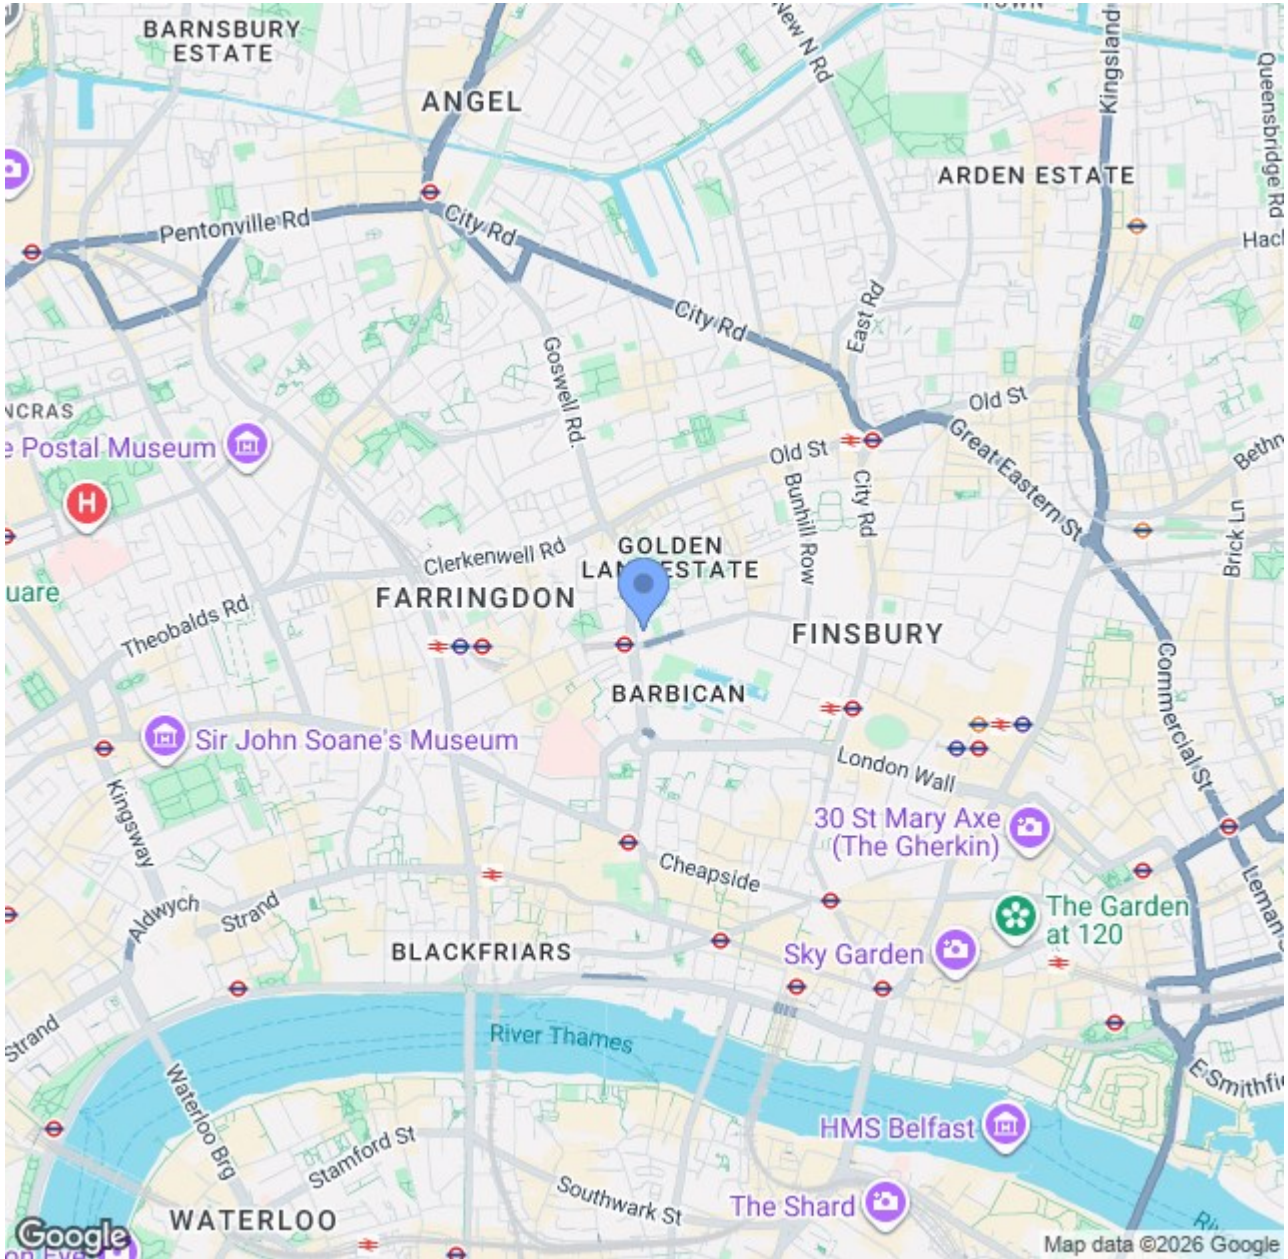 BARNSBURY
ESTATE
New N Rd
TOWN
Kingsland
Queensbridge Rd
ANGEL
ARDEN ESTATE
Pentonville Rd
City Rd
City Rd
East Rd
Goswell Rd.
Old St
NCRAS
e Postal Museum
H
Old St
Great Eastern St
Bethn
Bunhill Row
City Rd
Brick Ln
GOLDEN
ESTATE
Clerkenwell Rd
uare
FARRINGDON
Theobalds Rd
FINSBURY
Commercial St
BARBICAN
Sir John Soane's Museum
London Wall
Kingsway
30 St Mary Axe
(The Gherkin)
Cheapside
Leman
Aldwych
Strand
The Garden
at 120
BLACKFRIARS
Sky Garden
Strand
River Thames
Waterloo Brg
E Smithfie
HMS Belfast
Stamford St
Southwark St
The Shard
WATERLOO
Google
Map data ©2026 Google